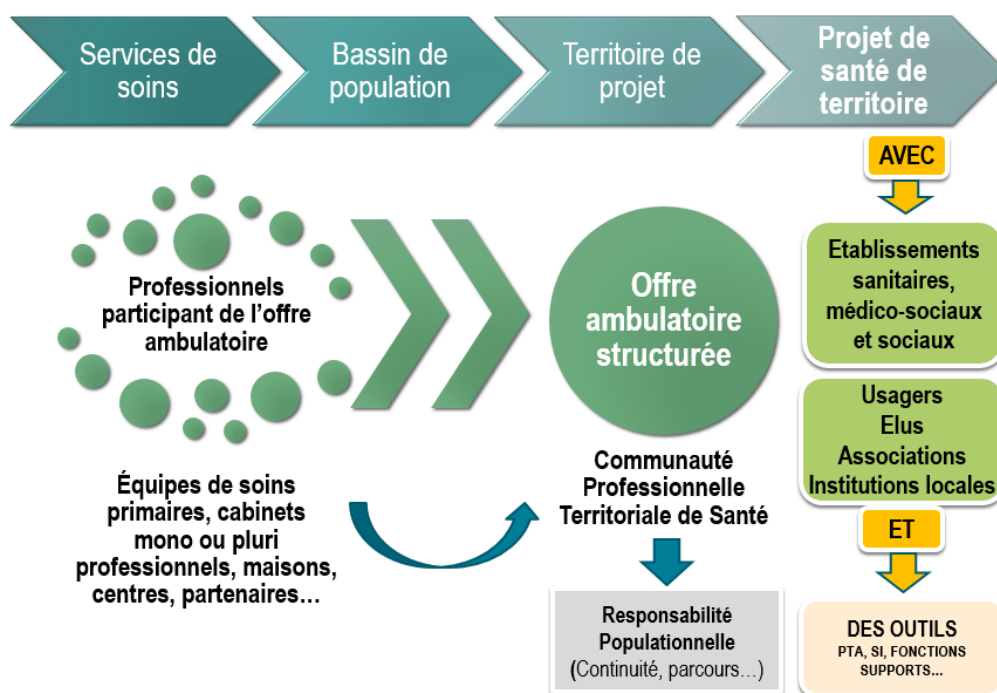 Services de
soins
Bassin de
population
Territoire de
projet
Projet de
santé de
territoire
AVEC
Professionnels
participant de l’offre
ambulatoire
Offre
ambulatoire
structurée
Etablissements
sanitaires,
médico-sociaux
et sociaux
Usagers
Elus
Associations
Institutions locales
Équipes de soins
primaires, cabinets
mono ou pluri
professionnels, maisons,
centres, partenaires…
Communauté
Professionnelle
Territoriale de Santé
ET
Responsabilité
Populationnelle
(Continuité, parcours…)
DES OUTILS
PTA, SI, FONCTIONS
SUPPORTS…